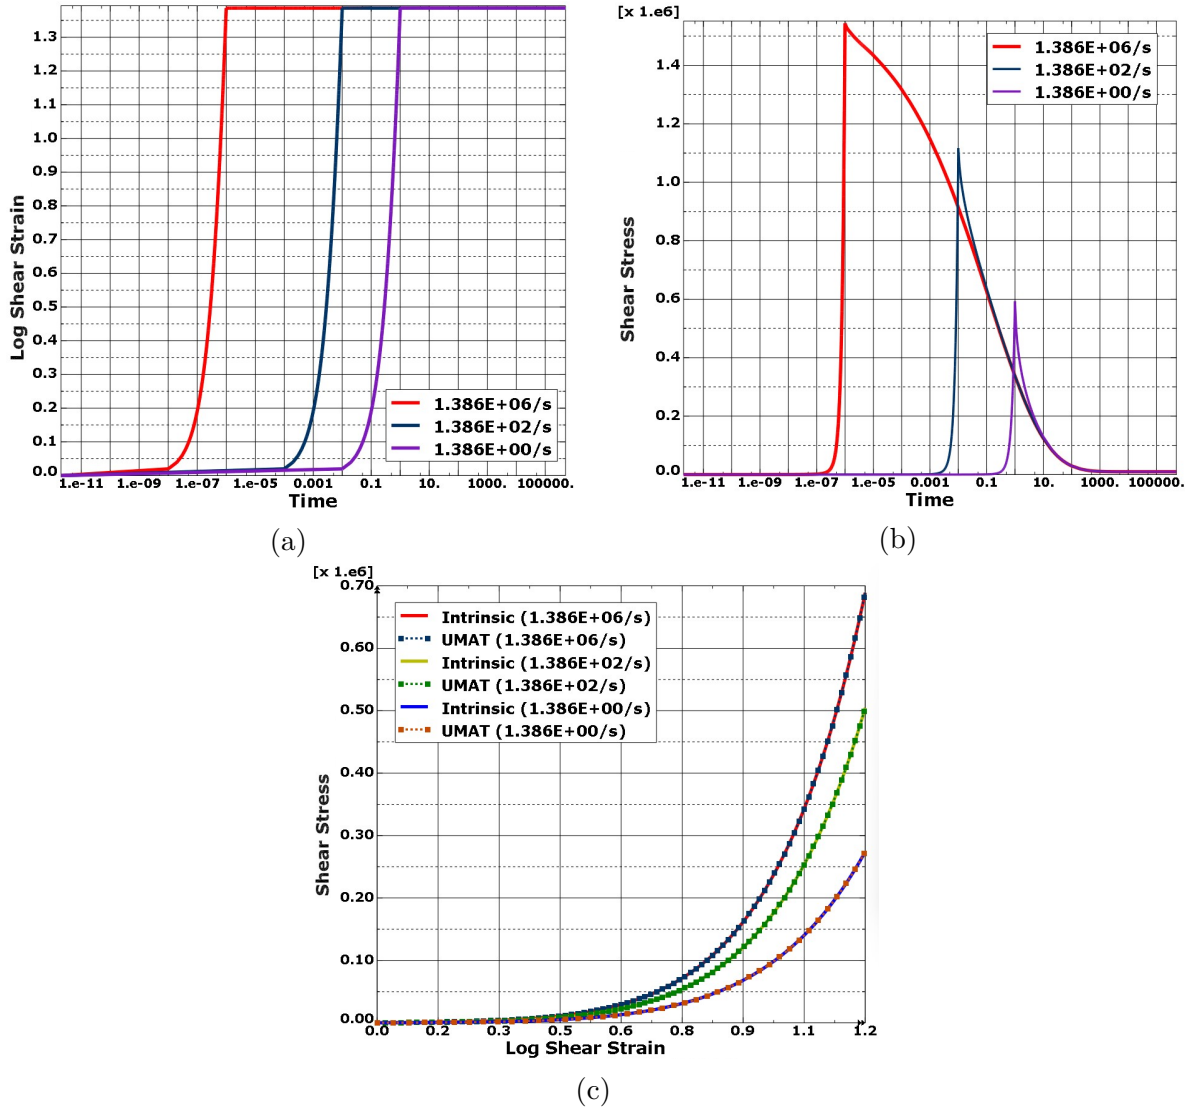 1.3
1.2
1.1
1.0
0.9
0.8
0.7
0.6
0.5
0.4
0.3
0.2
0.1
0.0
Log Shear Strain
1.386E+06/s
1.386E+02/s
1.386E+00/s
1.e-11 1.e-09 1.e-07 1.e-05 0.001 0.1 10. 1000. 100000.
Time
(a)
[x 1.e6]
1.4
1.2
1.0
0.8
0.6
0.4
0.2
0.0
Shear Stress
1.386E+06/s
1.386E+02/s
1.386E+00/s
1.e-11 1.e-09 1.e-07 1.e-05 0.001 0.1 10. 1000. 100000.
Time
(b)
[x 1.e6]
0.70
0.60
0.50
0.40
0.30
0.20
0.10
0.00
Shear Stress
Intrinsic (1.386E+06/s)
UMAT (1.386E+06/s)
Intrinsic (1.386E+02/s)
UMAT (1.386E+02/s)
Intrinsic (1.386E+00/s)
UMAT (1.386E+00/s)
0.0 0.2 0.3 0.5 0.6 0.8 0.9 1.1 1.2
Log Shear Strain
(c)